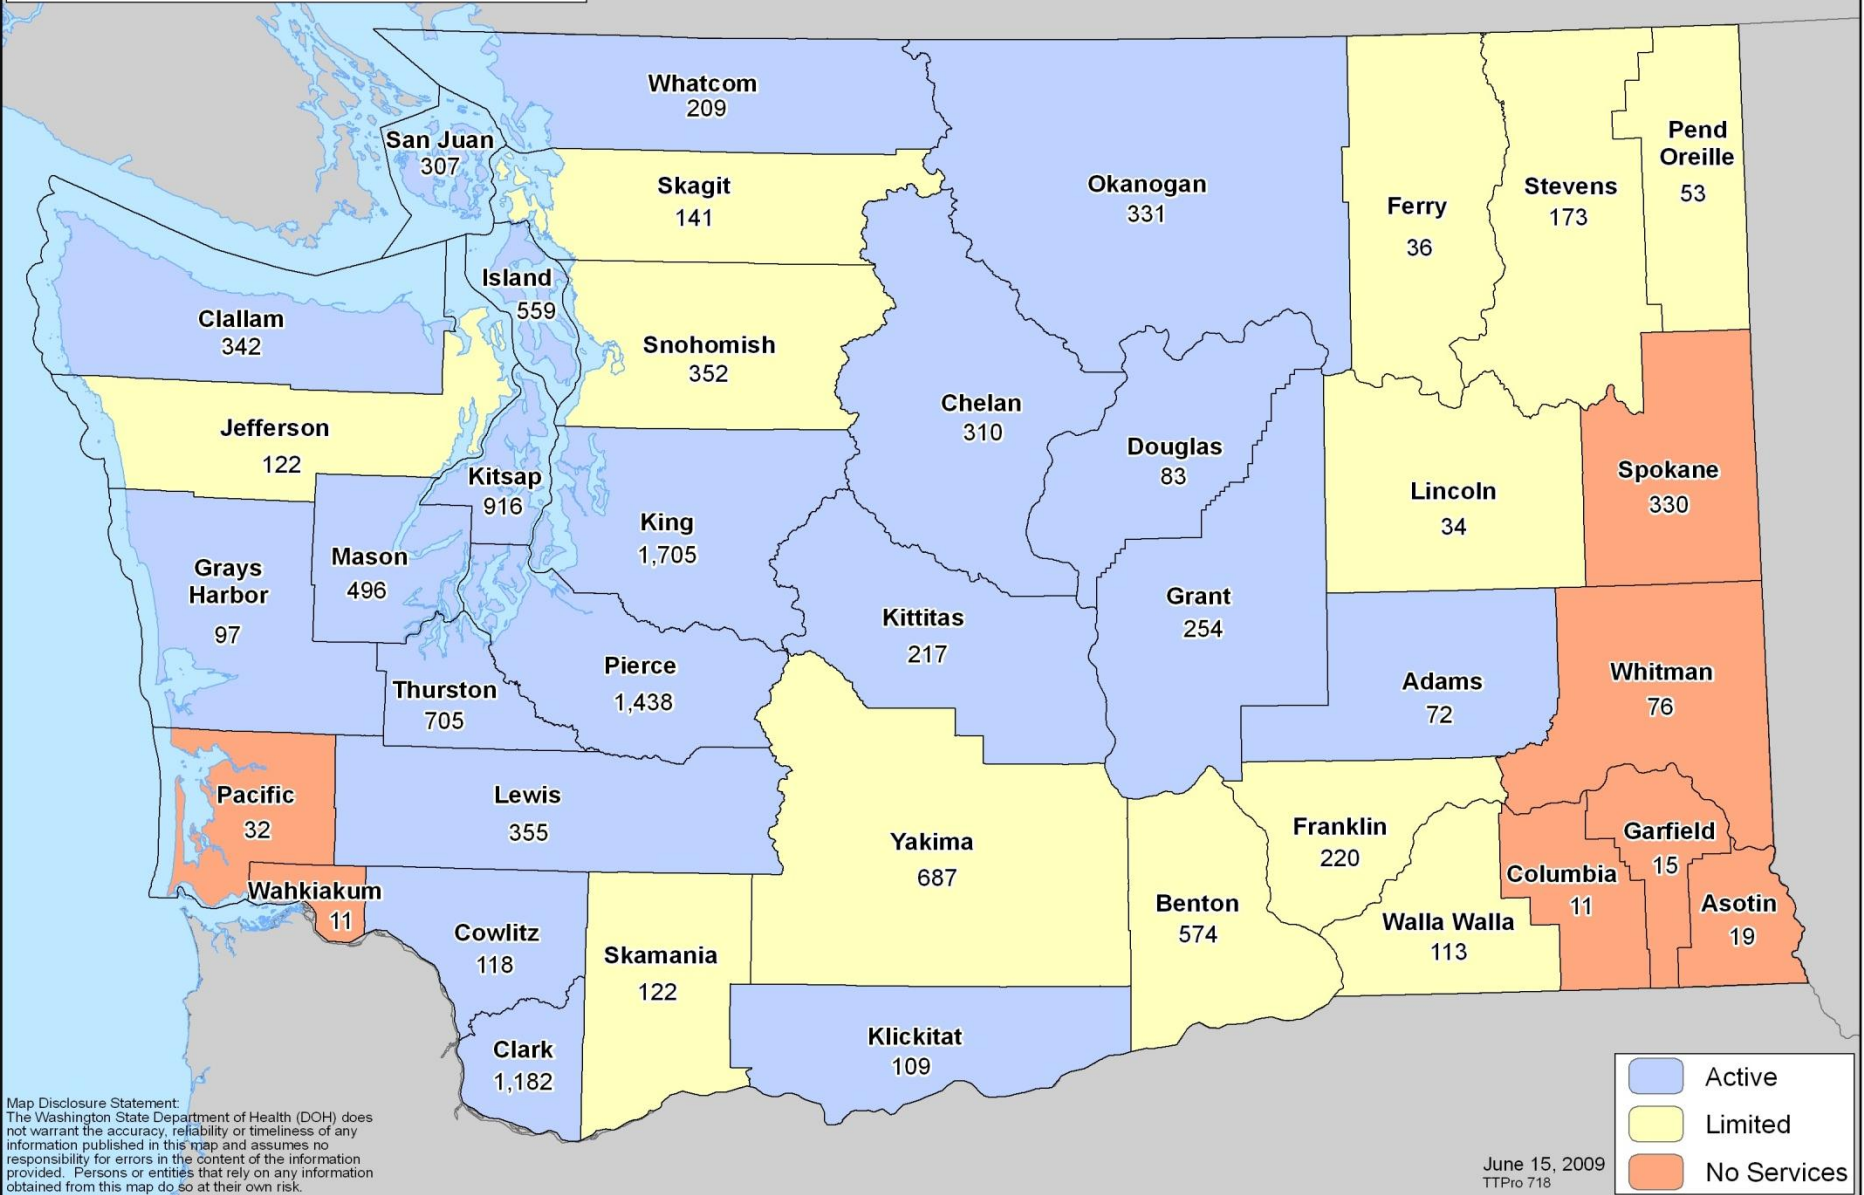 Whatcom
209
San Juan
307
Skagit
141
Okanogan
331
Ferry
36
Stevens
173
Pend
Oreille
53
Island
559
Clallam
342
Snohomish
352
Chelan
310
Jefferson
122
Kitsap
916
King
1,705
Douglas
83
Lincoln
34
Spokane
330
Grays
Harbor
97
Mason
496
Kittitas
217
Grant
254
Thurston
705
Pierce
1,438
Adams
72
Whitman
76
Pacific
32
Lewis
355
Yakima
687
Franklin
220
Garfield
15
Wahkiakum
11
Cowlitz
118
Skamania
122
Benton
574
Walla Walla
113
Columbia
11
Asotin
19
Clark
1,182
Klickitat
109
Map Disclosure Statement:
The Washington State Department of Health (DOH) does
not warrant the accuracy, reliability or timeliness of any
information published in this map and assumes no
responsibility for errors in the content of the information
provided. Persons or entities that rely on any information
obtained from this map do so at their own risk.
June 15, 2009
TTPro 718
Active
Limited
No Services